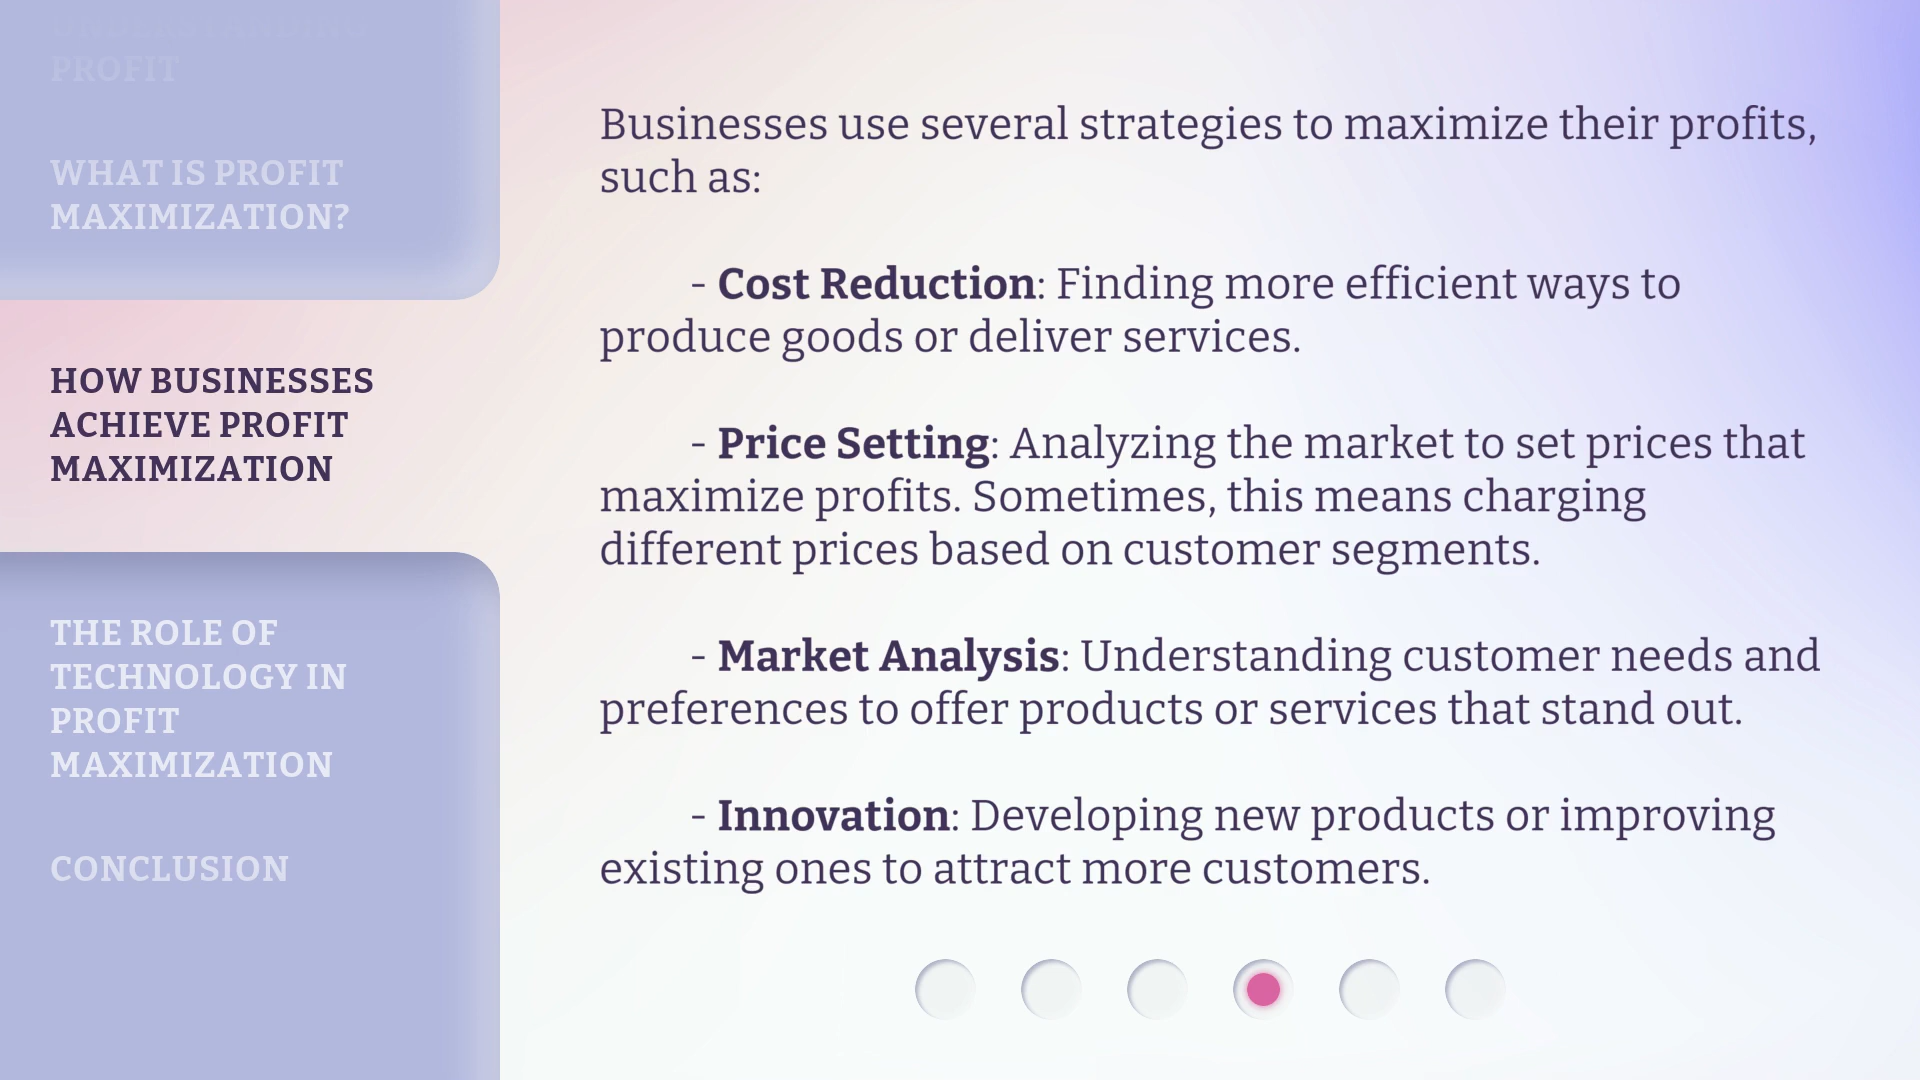 UNDERSTANDING
PROFIT
WHAT IS PROFIT
MAXIMIZATION?
HOW BUSINESSES
ACHIEVE PROFIT
MAXIMIZATION
THE ROLE OF
TECHNOLOGY IN
PROFIT
MAXIMIZATION
CONCLUSION
Businesses use several strategies to maximize their profits,
such as:
- Cost Reduction: Finding more efficient ways to
produce goods or deliver services.
- Price Setting: Analyzing the market to set prices that
maximize profits. Sometimes, this means charging
different prices based on customer segments.
- Market Analysis: Understanding customer needs and
preferences to offer products or services that stand out.
- Innovation: Developing new products or improving
existing ones to attract more customers.